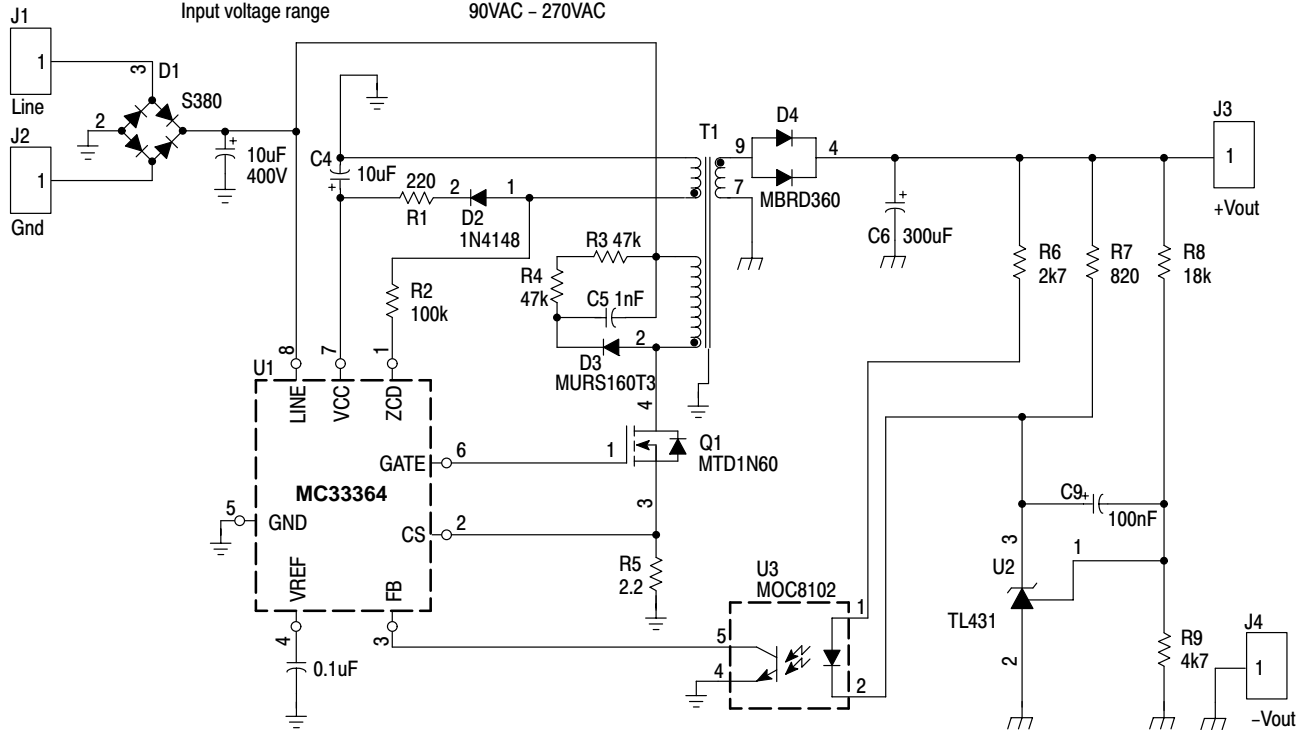 Input voltage range 90VAC – 270VAC
J1
1
Line
J2
1
Gnd
3
D1
S380
2
+
10uF
400V
C4
10uF
+
220
R1
2
1
D2
1N4148
R2
100k
R3 47k
R4
47k
C5 1nF
2
D3
MURS160T3
T1
9
7
D4
4
MBRD360
+
C6 300uF
R6
2k7
R7
820
R8
18k
J3
1
+Vout
U1
8
7
1
LINE
VCC
ZCD
GATE
6
MC33364
5
GND
CS
2
VREF
FB
4
3
0.1uF
4
1
Q1
MTD1N60
3
R5
2.2
U3
MOC8102
1
5
4
2
C9+
100nF
3
1
U2
TL431
2
R9
4k7
J4
1
–Vout